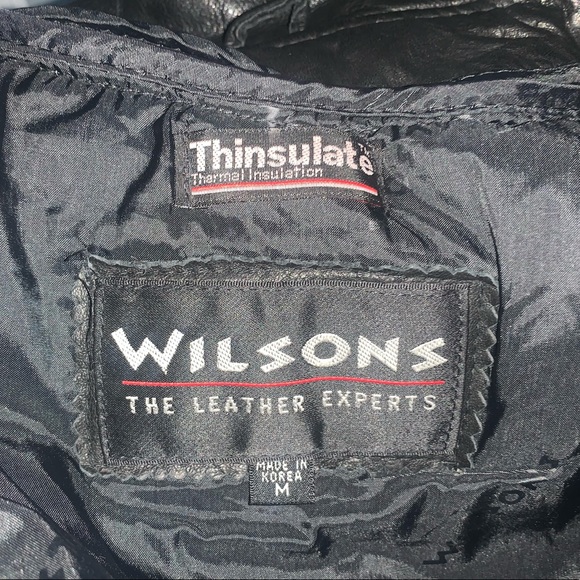 Thinsulate
Thermal Insulation
WILSONS
THE LEATHER EXPERTS
MADE IN
KOREA
M